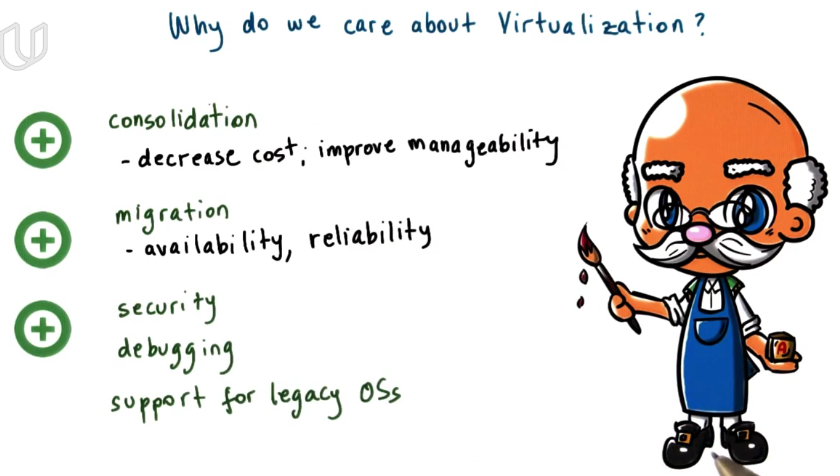 Why do we care about Virtualization?
consolidation
- decrease cost, improve manageability
migration
- availability, reliability
security
debugging
support for legacy OSs
A